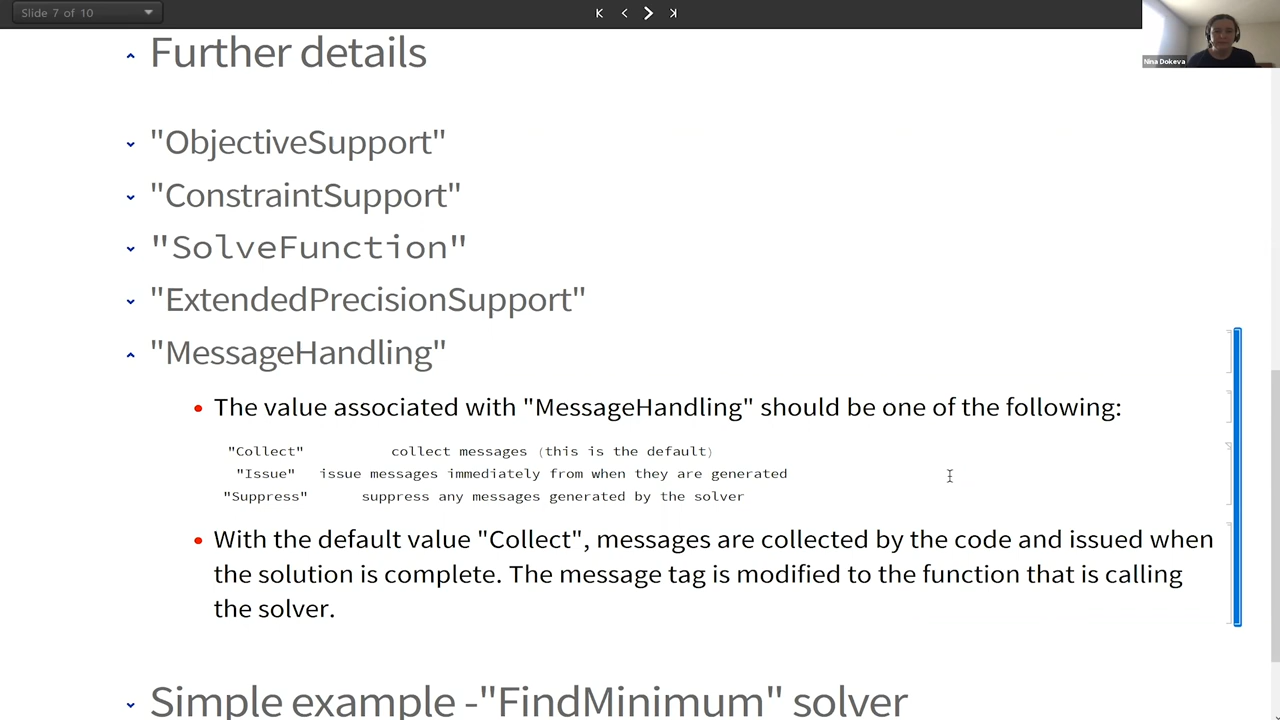 Slide 7 of 10
Nina Dokeva
Further details
"ObjectiveSupport"
"ConstraintSupport"
"SolveFunction"
"ExtendedPrecisionSupport"
"MessageHandling"
• The value associated with "MessageHandling" should be one of the following:
"Collect" collect messages (this is the default)
"Issue" issue messages immediately from when they are generated
"Suppress" suppress any messages generated by the solver
• With the default value "Collect", messages are collected by the code and issued when
the solution is complete. The message tag is modified to the function that is calling
the solver.
Simple example -"FindMinimum" solver